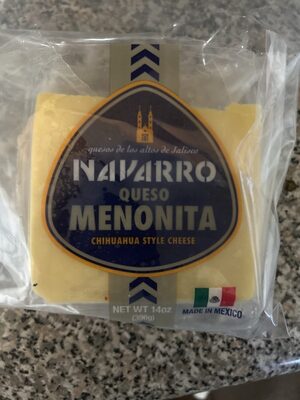 quesos de los altos de Jalisco
NAVARRO
QUESO
MENONITA
CHIHUAHUA STYLE CHEESE
NET WT 14oz
(396g)
MADE IN MEXICO